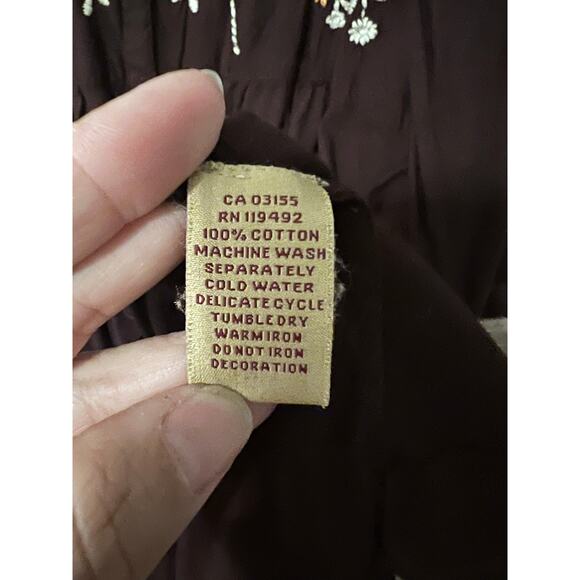 CA 03155
RN 119492
100% COTTON
MACHINE WASH
SEPARATELY
COLD WATER
DELICATE CYCLE
TUMBLE DRY
WARM IRON
DO NOT IRON
DECORATION